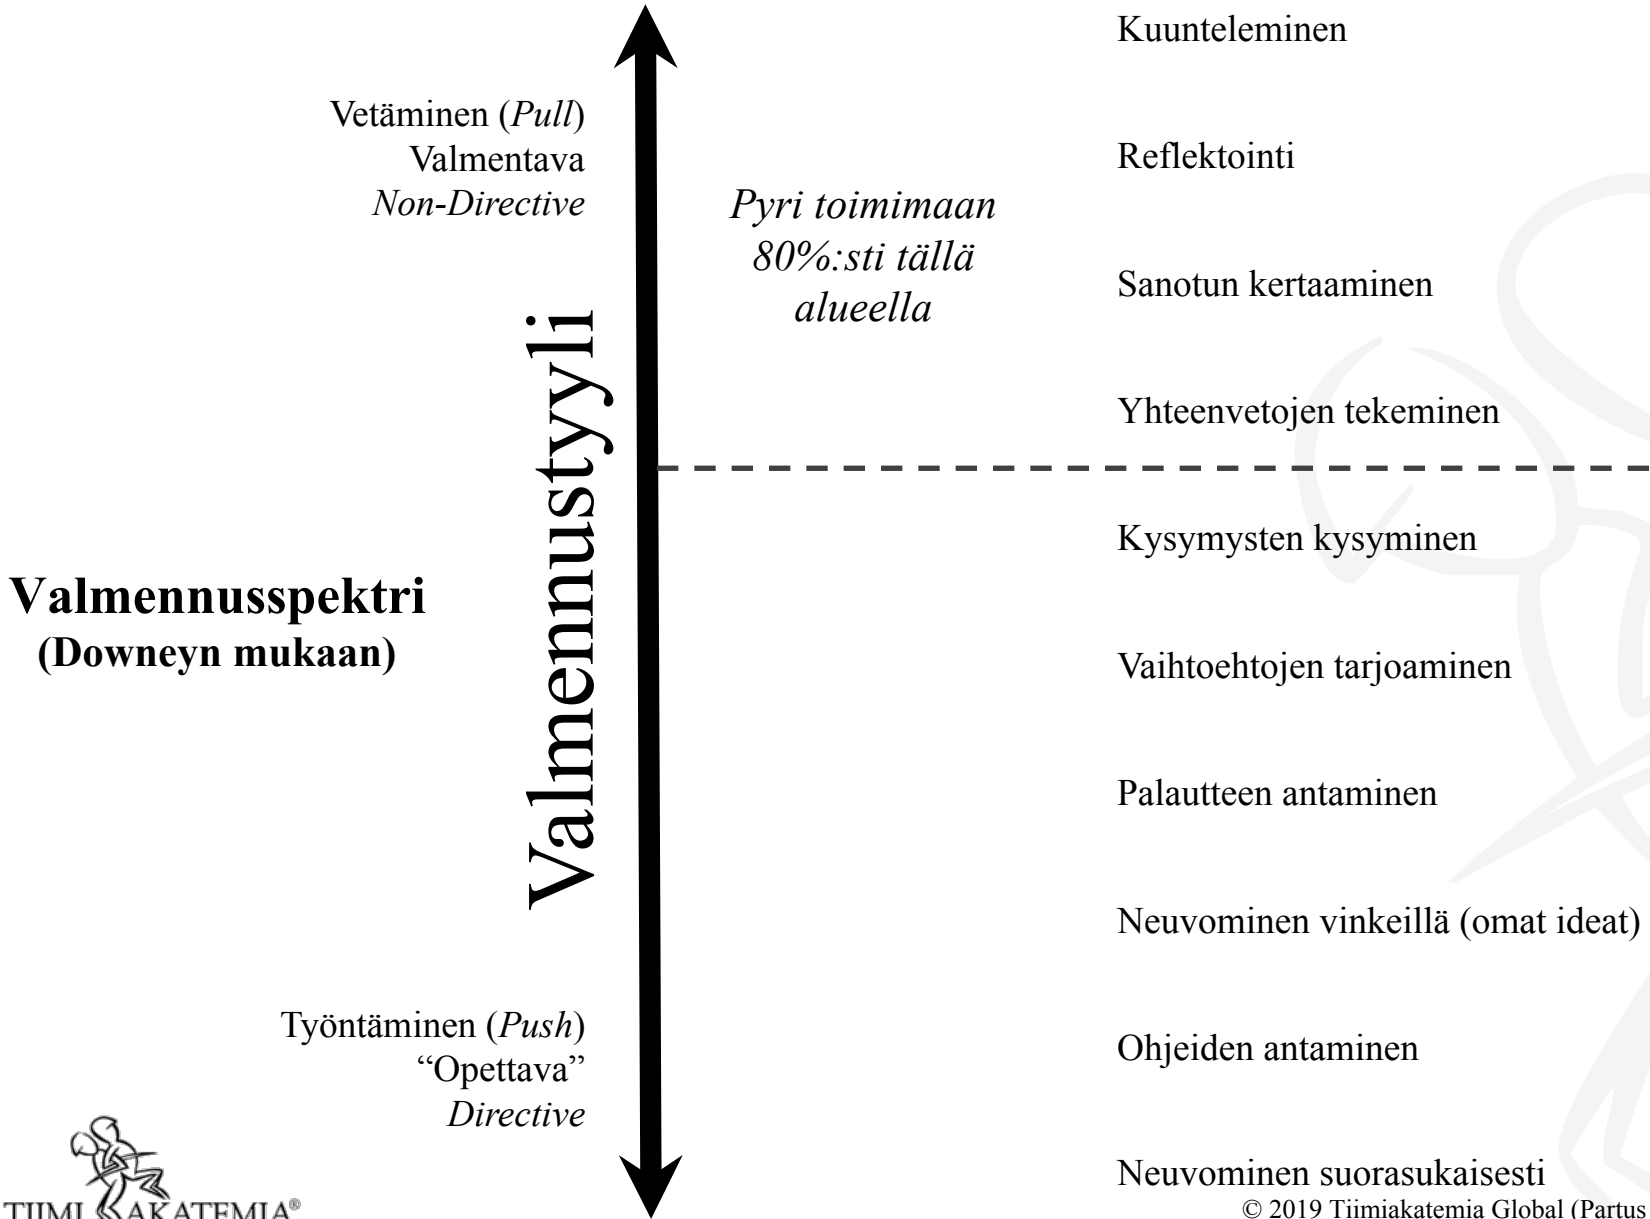 Kuunteleminen
Vetäminen (Pull)
Valmentava
Non-Directive
Reflektointi
Pyri toimimaan
80%:sti tällä
alueella
Sanotun kertaaminen
Yhteenvetojen tekeminen
Valmennustyyli
Kysymysten kysyminen
Valmennusspektri
(Downeyn mukaan)
Vaihtoehtojen tarjoaminen
Palautteen antaminen
Neuvominen vinkeillä (omat ideat)
Työntäminen (Push)
“Opettava”
Directive
Ohjeiden antaminen
Neuvominen suorasukaisesti
TIIMIAKATEMIA®
© 2019 Tiimiakatemia Global (Partus